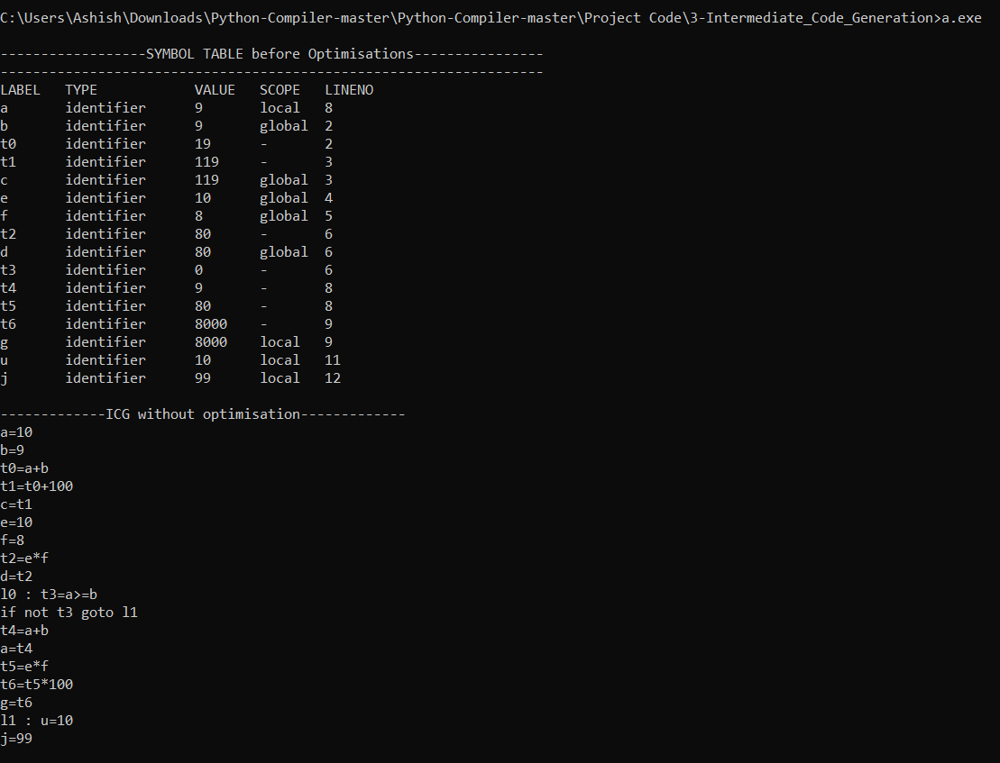 C:\Users\Ashish\Downloads\Python-Compiler-master\Python-Compiler-master\Project Code\3-Intermediate_Code_Generation>a.exe
------------------SYMBOL TABLE before Optimisations----------------
-------------------------------------------------------------------
LABEL   TYPE            VALUE   SCOPE   LINENO
a       identifier      9       local   8
b       identifier      9       global  2
t0      identifier      19      -       2
t1      identifier      119     -       3
c       identifier      119     global  3
e       identifier      10      global  4
f       identifier      8       global  5
t2      identifier      80      -       6
d       identifier      80      global  6
t3      identifier      0       -       6
t4      identifier      9       -       8
t5      identifier      80      -       8
t6      identifier      8000    -       9
g       identifier      8000    local   9
u       identifier      10      local   11
j       identifier      99      local   12
-------------ICG without optimisation-------------
a=10
b=9
t0=a+b
t1=t0+100
c=t1
e=10
f=8
t2=e*f
d=t2
l0 : t3=a>=b
if not t3 goto l1
t4=a+b
a=t4
t5=e*f
t6=t5*100
g=t6
l1 : u=10
j=99